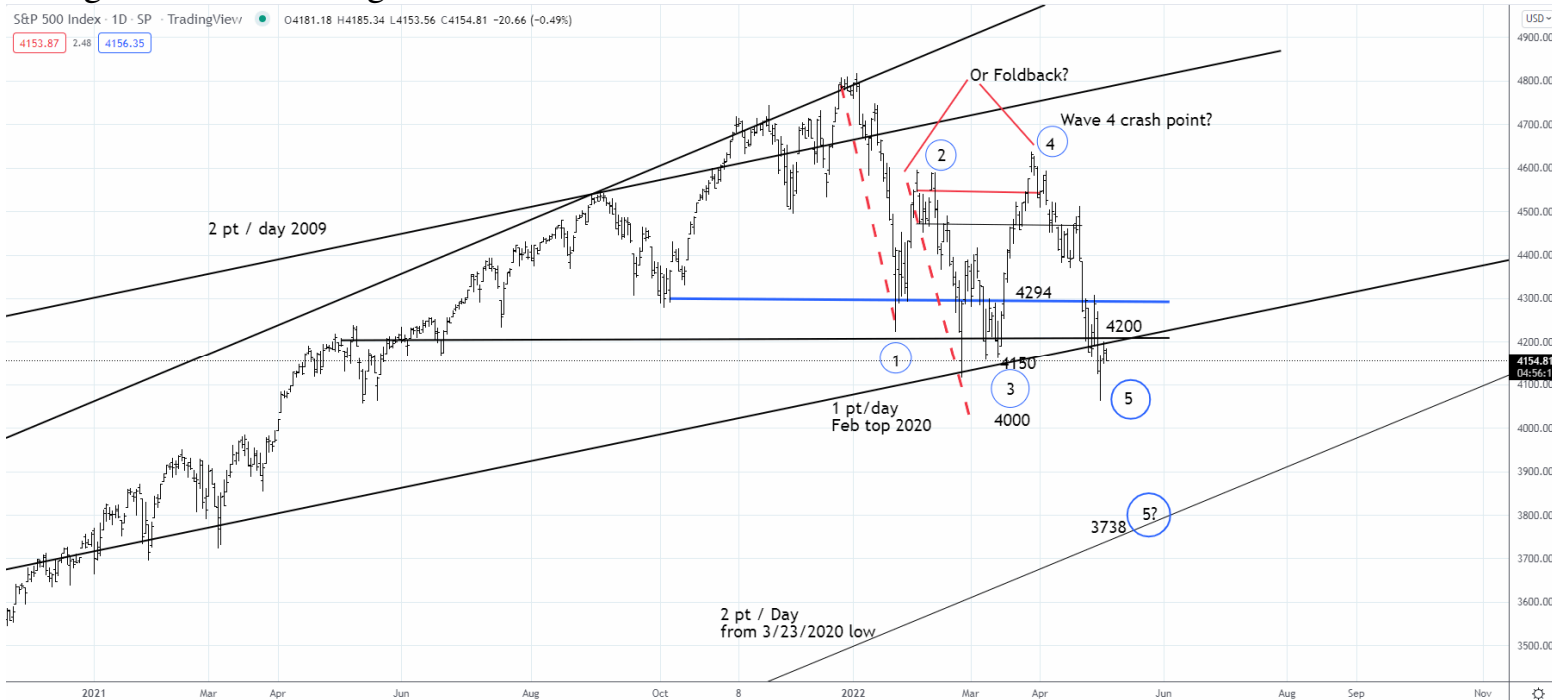 S&P 500 Index · 1D · SP · TradingView O4181.18 H4185.34 L4153.56 C4154.81 −20.66 (−0.49%)
4153.87 2.48 4156.35
USD
4900.00
4800.00
4700.00
4600.00
4500.00
4400.00
4300.00
4200.00
4154.81
04:56:1
4100.00
4000.00
3900.00
3800.00
3700.00
3600.00
3500.00
Or Foldback?
Wave 4 crash point?
4
2
2 pt / day 2009
4294
4200
1
4150
3
5
1 pt/day
Feb top 2020
4000
5?
3738
2 pt / Day
from 3/23/2020 low
2021 Mar Apr Jun Aug Oct 8 2022 Mar Apr Jun Aug Sep Nov